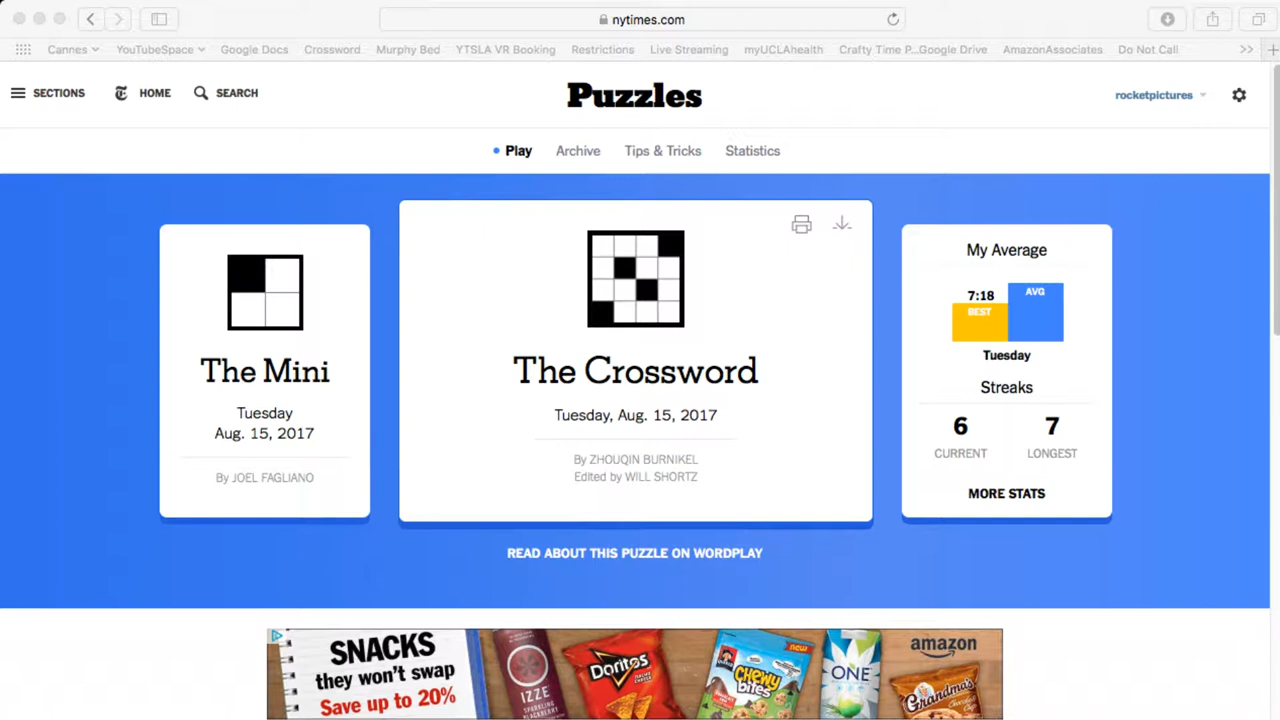 nytimes.com
Cannes YouTubeSpace Google Docs Crossword Murphy Bed YTSLA VR Booking Restrictions Live Streaming myUCLAhealth Crafty Time P...Google Drive AmazonAssociates Do Not Call
SECTIONS HOME SEARCH
Puzzles
rocketpictures
Play Archive Tips & Tricks Statistics
The Mini
Tuesday
Aug. 15, 2017
By JOEL FAGLIANO
The Crossword
Tuesday, Aug. 15, 2017
By ZHOUQIN BURNIKEL
Edited by WILL SHORTZ
My Average
7:18
BEST
AVG
Tuesday
Streaks
6 7
CURRENT LONGEST
MORE STATS
READ ABOUT THIS PUZZLE ON WORDPLAY
SNACKS
they won't swap
Save up to 20%
IZZE
SPARKLING
BLACKBERRY
Doritos
QUAKER
new
Chewy
bites
ONE
amazon
Grandma's